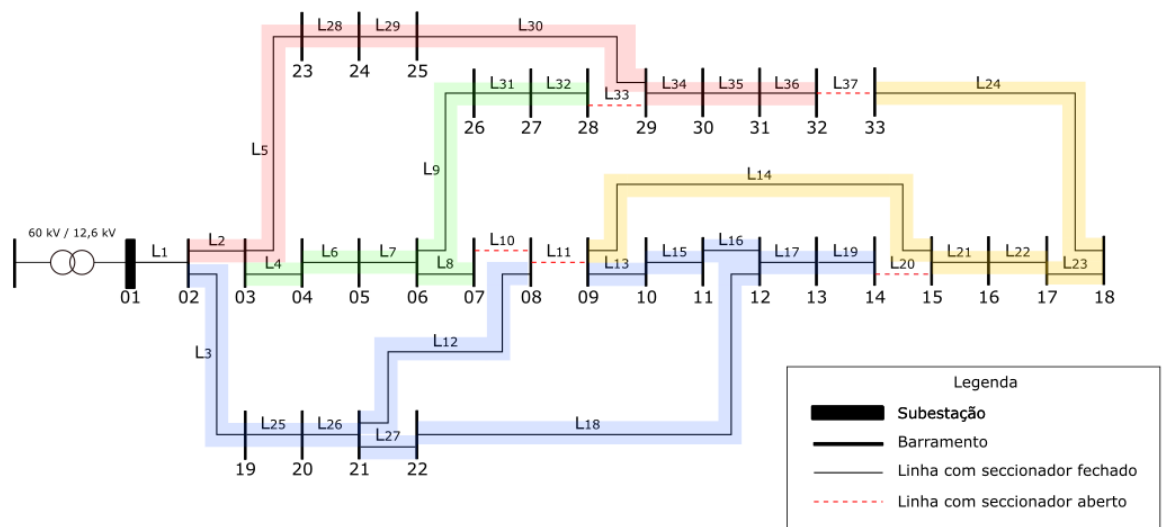 L28 L29 L30
23 24 25
L31 L32 L33 L34 L35 L36 L37 L24
26 27 28 29 30 31 32 33
L5 L9 L14
60 kV / 12,6 kV
L1 L2 L10 L11 L16
L4 L6 L7 L8 L13 L15 L17 L19 L20 L21 L22 L23
01 02 03 04 05 06 07 08 09 10 11 12 13 14 15 16 17 18
L3 L12
L25 L26 L27 L18
19 20 21 22
Legenda
Subestação
Barramento
Linha com seccionador fechado
Linha com seccionador aberto